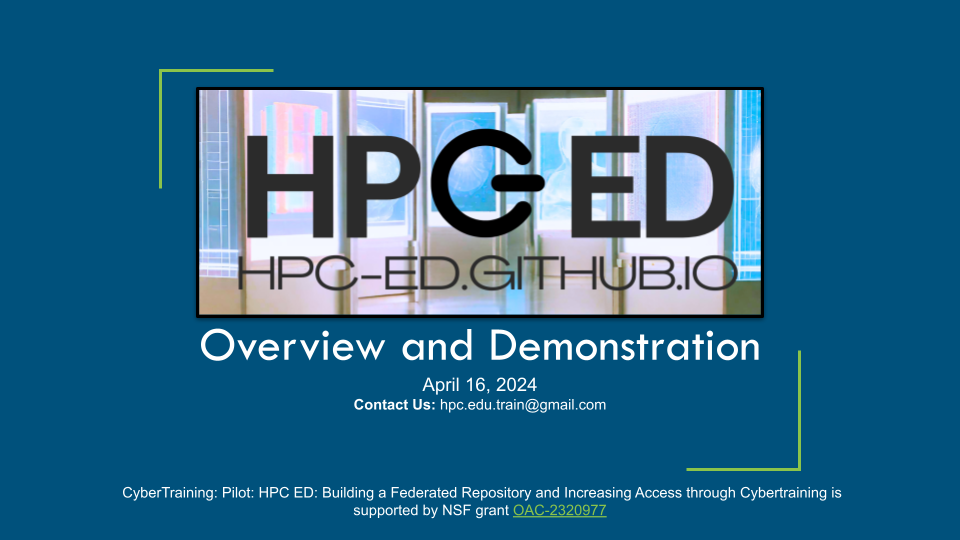 HPC ED
HPC-ED.GITHUB.IO
Overview and Demonstration
April 16, 2024
Contact Us: hpc.edu.train@gmail.com
CyberTraining: Pilot: HPC ED: Building a Federated Repository and Increasing Access through Cybertraining is
supported by NSF grant OAC-2320977